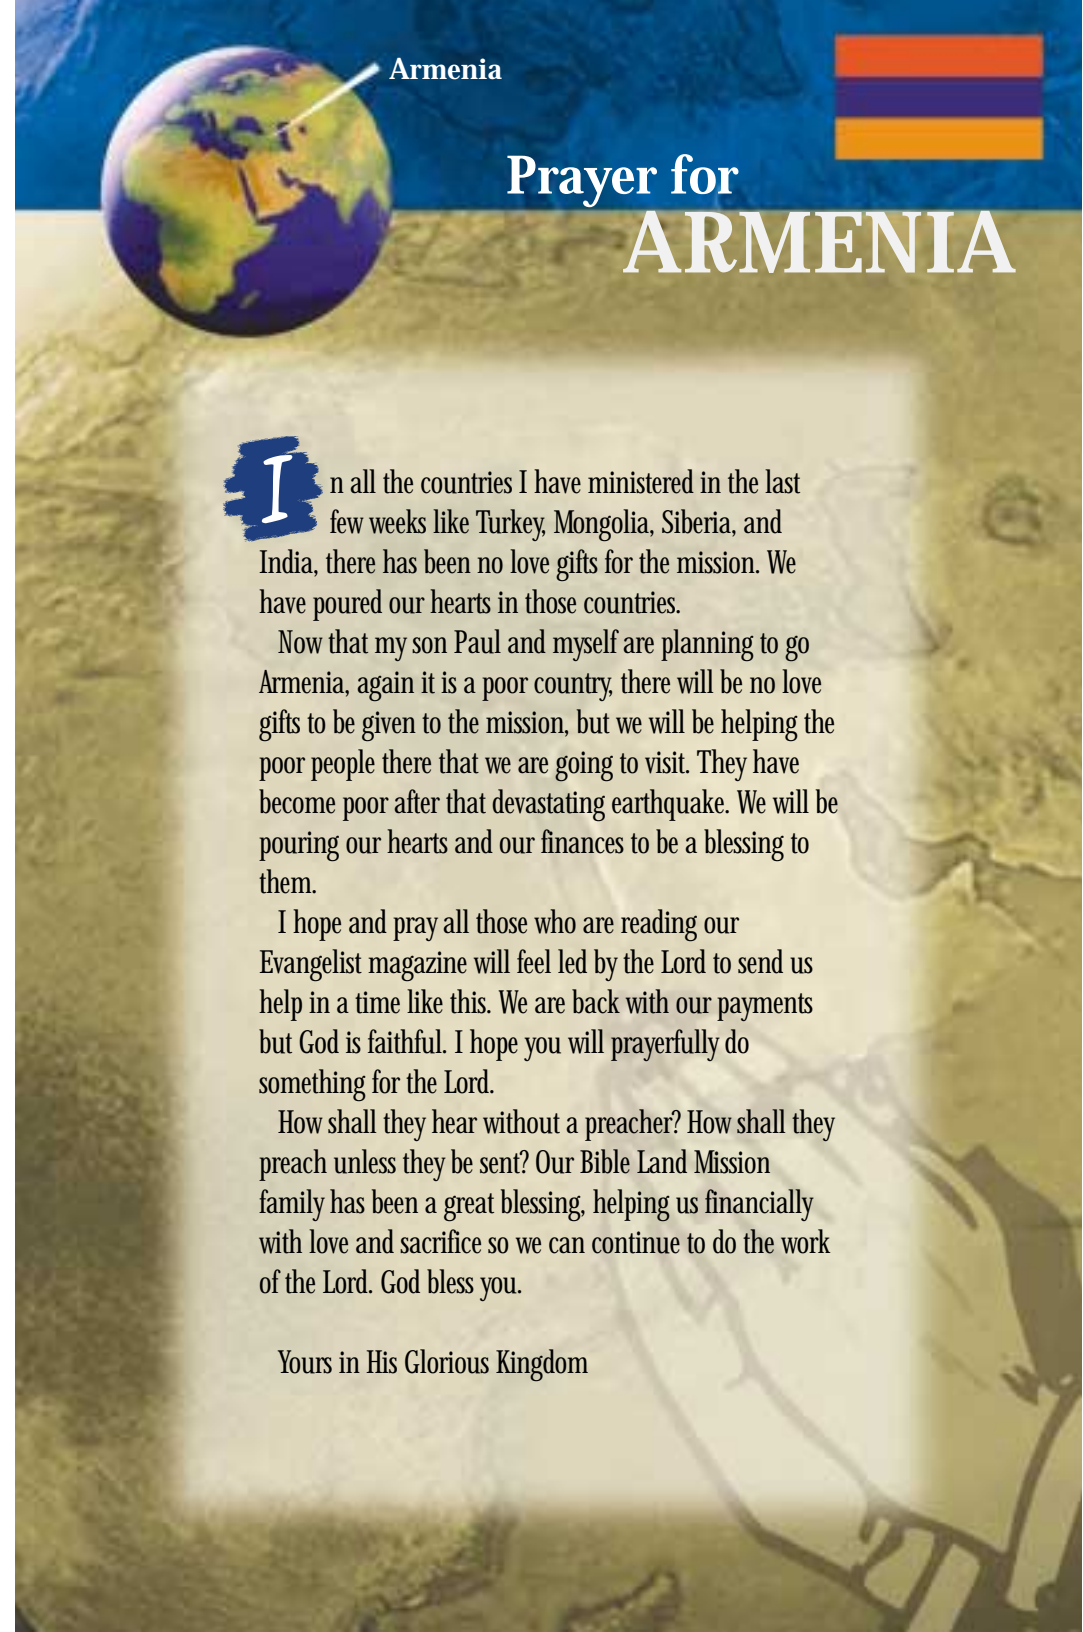 Armenia
Prayer for
ARMENIA
In all the countries I have ministered in the last
few weeks like Turkey, Mongolia, Siberia, and
India, there has been no love gifts for the mission. We
have poured our hearts in those countries.
Now that my son Paul and myself are planning to go
Armenia, again it is a poor country, there will be no love
gifts to be given to the mission, but we will be helping the
poor people there that we are going to visit. They have
become poor after that devastating earthquake. We will be
pouring our hearts and our finances to be a blessing to
them.
I hope and pray all those who are reading our
Evangelist magazine will feel led by the Lord to send us
help in a time like this. We are back with our payments
but God is faithful. I hope you will prayerfully do
something for the Lord.
How shall they hear without a preacher? How shall they
preach unless they be sent? Our Bible Land Mission
family has been a great blessing, helping us financially
with love and sacrifice so we can continue to do the work
of the Lord. God bless you.
Yours in His Glorious Kingdom